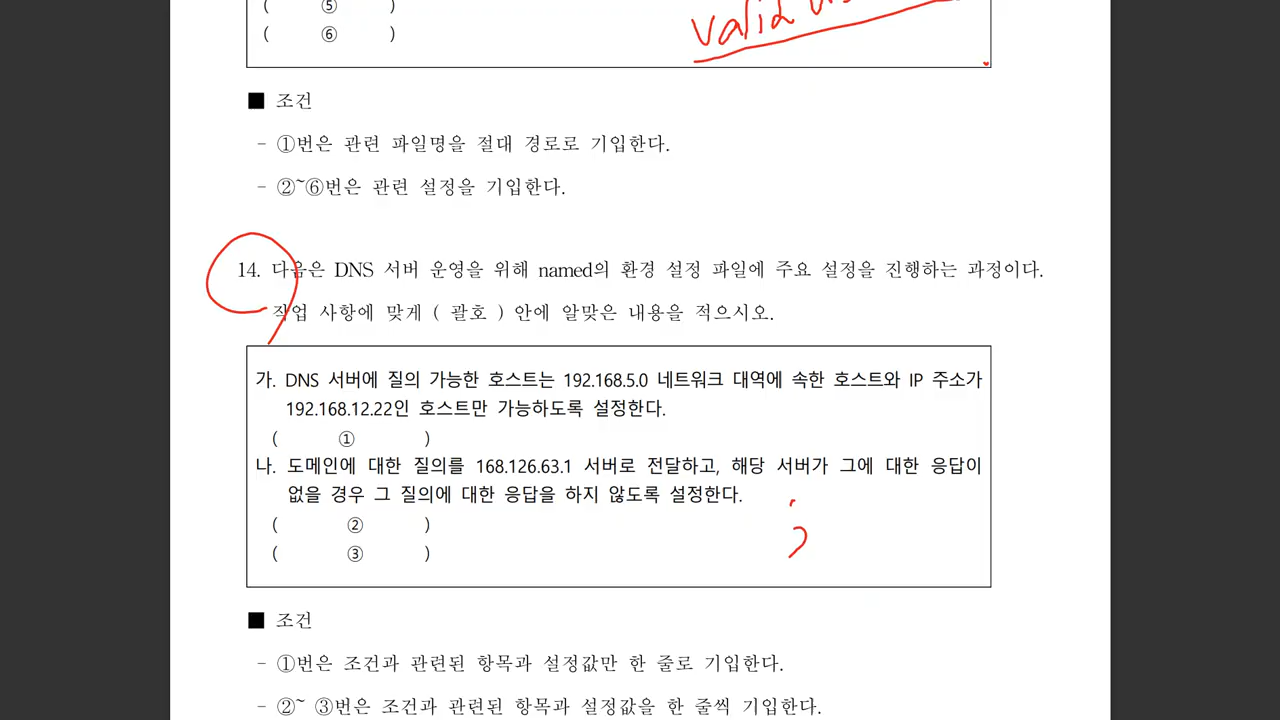 ( ⑤ )
( ⑥ )
valid
■ 조건
- ①번은 관련 파일명을 절대 경로로 기입한다.
- ②~⑥번은 관련 설정을 기입한다.
14. 다음은 DNS 서버 운영을 위해 named의 환경 설정 파일에 주요 설정을 진행하는 과정이다.
작업 사항에 맞게 ( 괄호 ) 안에 알맞은 내용을 적으시오.
가. DNS 서버에 질의 가능한 호스트는 192.168.5.0 네트워크 대역에 속한 호스트와 IP 주소가
192.168.12.22인 호스트만 가능하도록 설정한다.
( ① )
나. 도메인에 대한 질의를 168.126.63.1 서버로 전달하고, 해당 서버가 그에 대한 응답이
없을 경우 그 질의에 대한 응답을 하지 않도록 설정한다.
( ② )
( ③ )
;
■ 조건
- ①번은 조건과 관련된 항목과 설정값만 한 줄로 기입한다.
- ②~ ③번은 조건과 관련된 항목과 설정값을 한 줄씩 기입한다.